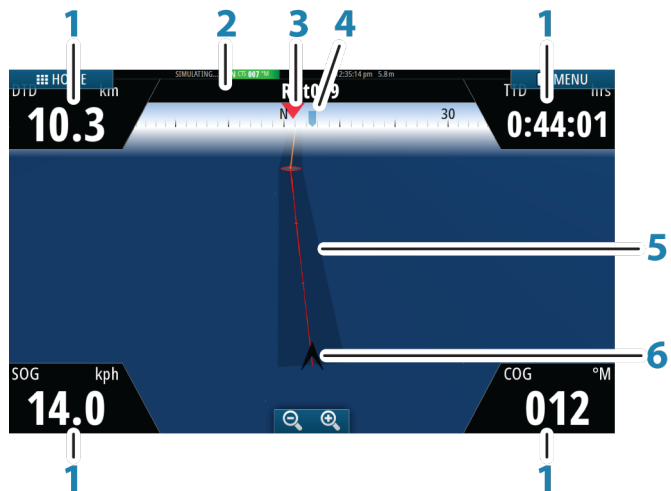 1 2 3 4 1
HOME SIMULATING... N CTS 007 °M 2:35:14 pm 5.8 m MENU
DTD km TTD hrs
10.3 N 30 0:44:01
5
6
SOG kph COG °M
14.0 012
1 1